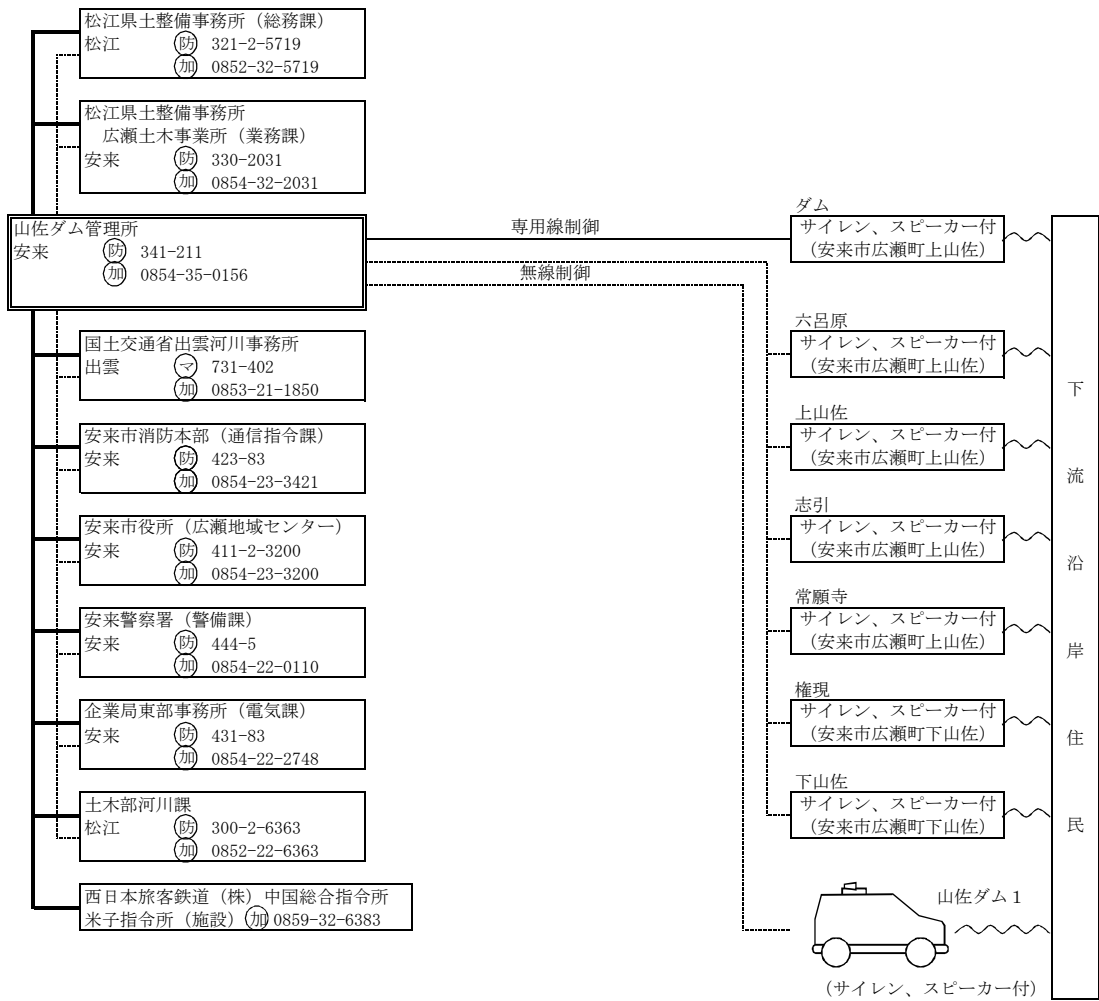 松江県土整備事務所（総務課）
松江 防 321-2-5719
加 0852-32-5719
松江県土整備事務所
広瀬土木事業所（業務課）
安来 防 330-2031
加 0854-32-2031
山佐ダム管理所
安来 防 341-211
加 0854-35-0156
国土交通省出雲河川事務所
出雲 マ 731-402
加 0853-21-1850
安来市消防本部（通信指令課）
安来 防 423-83
加 0854-23-3421
安来市役所（広瀬地域センター）
安来 防 411-2-3200
加 0854-23-3200
安来警察署（警備課）
安来 防 444-5
加 0854-22-0110
企業局東部事務所（電気課）
安来 防 431-83
加 0854-22-2748
土木部河川課
松江 防 300-2-6363
加 0852-22-6363
西日本旅客鉄道（株）中国総合指令所
米子指令所（施設）加 0859-32-6383
専用線制御
無線制御
ダム
サイレン、スピーカー付
（安来市広瀬町上山佐）
六呂原
サイレン、スピーカー付
（安来市広瀬町上山佐）
上山佐
サイレン、スピーカー付
（安来市広瀬町上山佐）
志引
サイレン、スピーカー付
（安来市広瀬町上山佐）
常願寺
サイレン、スピーカー付
（安来市広瀬町上山佐）
権現
サイレン、スピーカー付
（安来市広瀬町下山佐）
下山佐
サイレン、スピーカー付
（安来市広瀬町下山佐）
山佐ダム１
（サイレン、スピーカー付）
下流沿岸住民